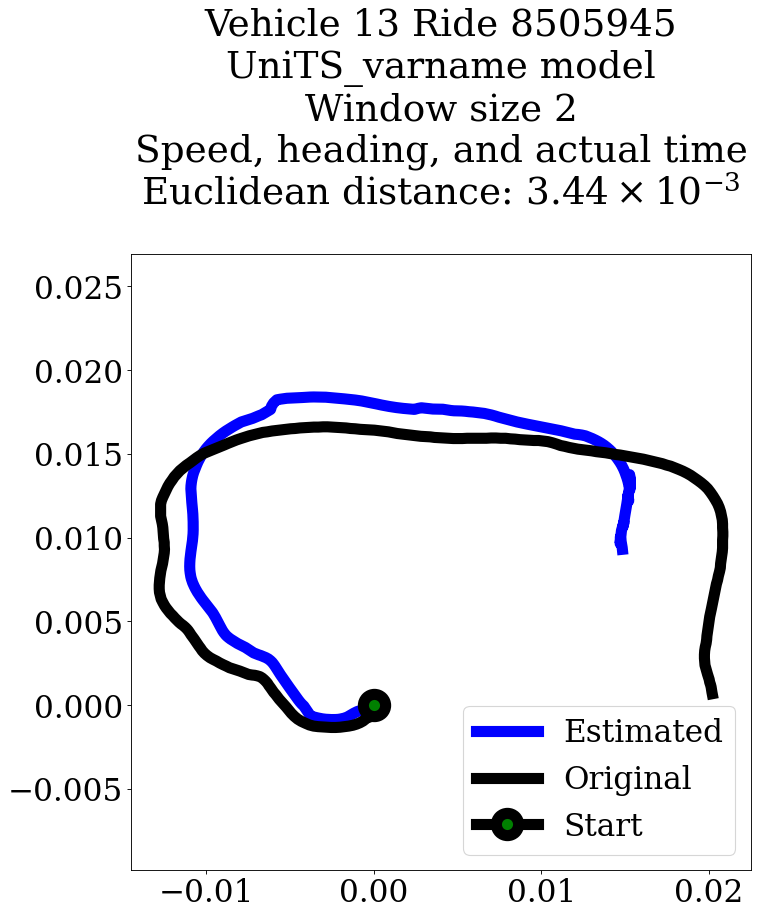 Vehicle 13 Ride 8505945
UniTS_varname model
Window size 2
Speed, heading, and actual time
Euclidean distance: 3.44 × 10⁻³
0.025
0.020
0.015
0.010
0.005
0.000
−0.005
−0.01 0.00 0.01 0.02
Estimated
Original
Start